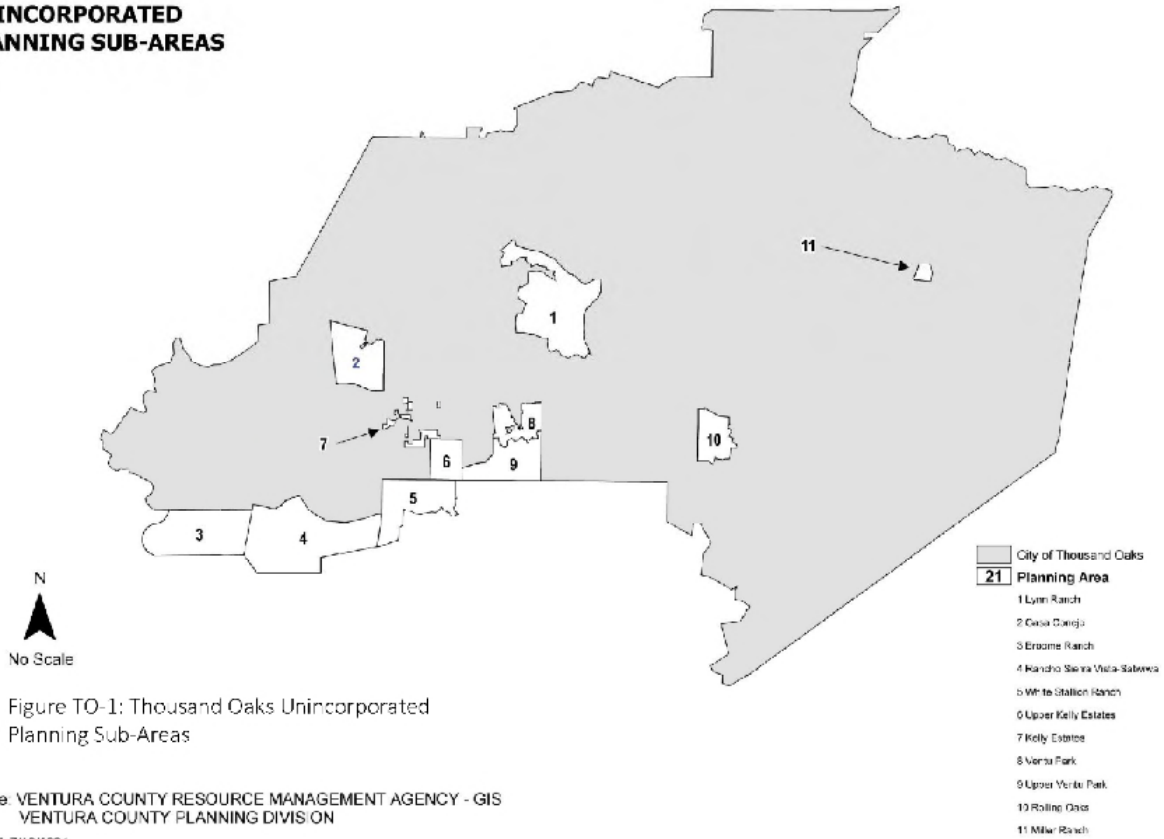 INCORPORATED
ANNING SUB-AREAS
11
1
2
7
8
10
6
9
5
3
4
N
No Scale
City of Thousand Oaks
21 Planning Area
1 Lynn Ranch
2 Casa Conejo
3 Broome Ranch
4 Rancho Sierra Vista-Satwiwa
5 White Stallion Ranch
6 Upper Kelly Estates
7 Kelly Estates
8 Ventu Park
9 Upper Ventu Park
10 Rolling Oaks
11 Miller Ranch
Figure TO-1: Thousand Oaks Unincorporated
Planning Sub-Areas
e: VENTURA COUNTY RESOURCE MANAGEMENT AGENCY - GIS
VENTURA COUNTY PLANNING DIVISION